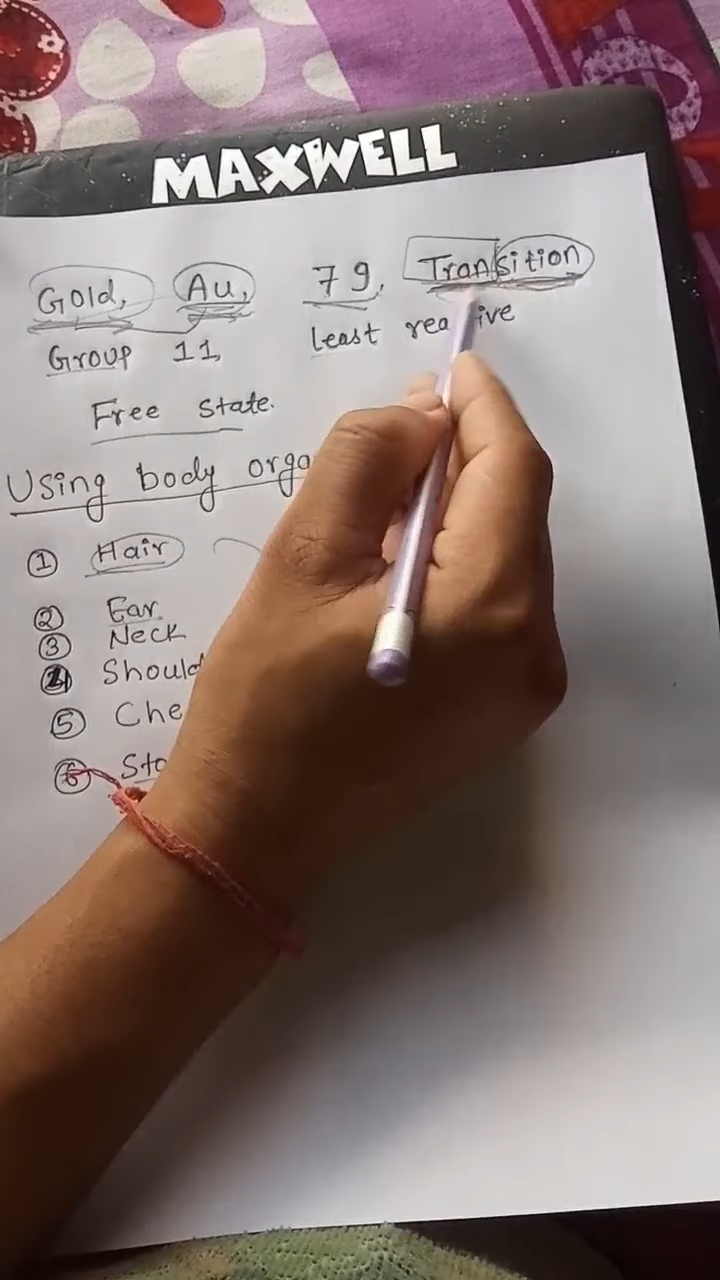 MAXWELL
Gold, Au, 79, Transition
Group 11, Least rea ive
Free state.
Using body orga
1 Hair
2 Ear
3 Neck
4 Should
5 Che
6 Sto